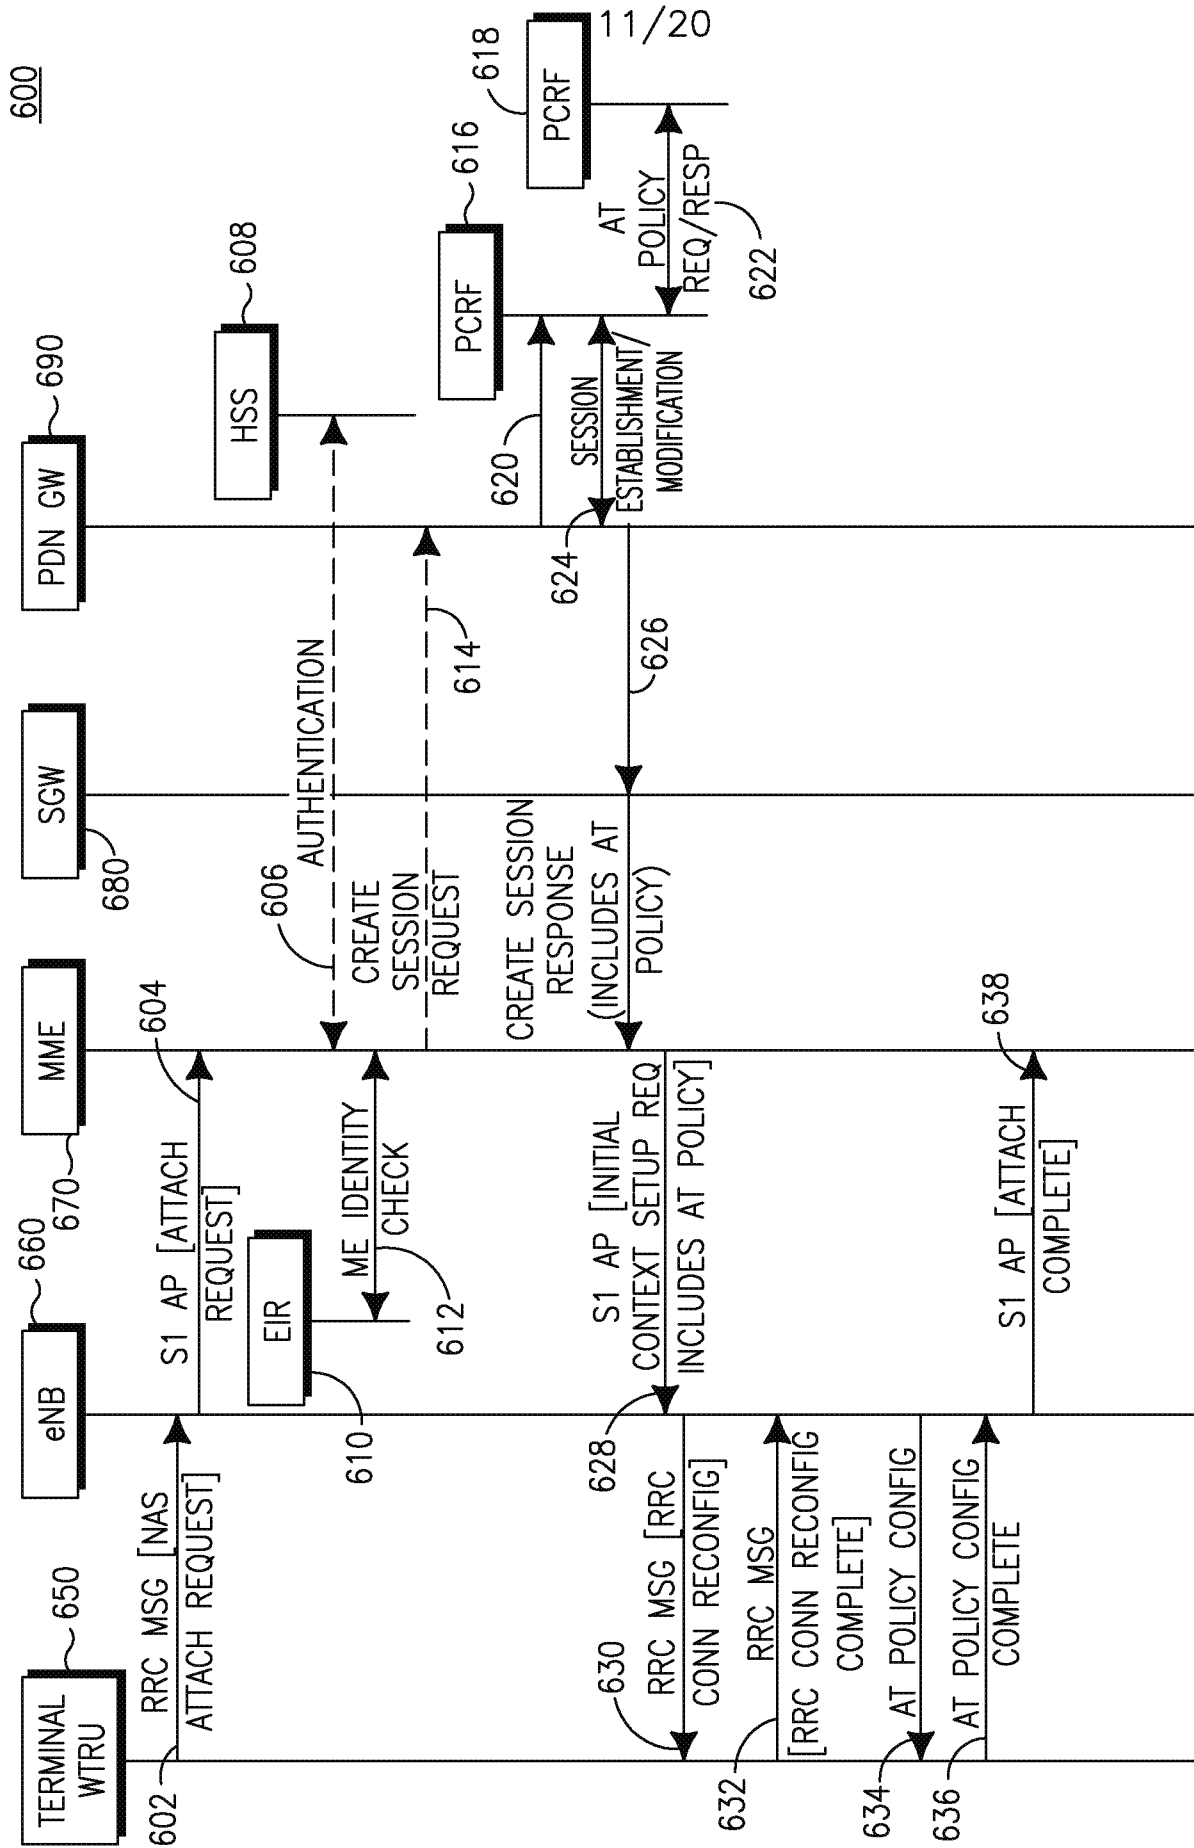 11/20
600
TERMINAL
WTRU
650
eNB
660
MME
670
SGW
680
PDN GW
690
RRC MSG [NAS
ATTACH REQUEST]
602
S1 AP [ATTACH
REQUEST]
604
AUTHENTICATION
606
HSS
608
EIR
610
ME IDENTITY
CHECK
612
CREATE
SESSION
REQUEST
614
PCRF
616
PCRF
618
620
AT
POLICY
REQ/RESP
622
SESSION
ESTABLISHMENT/
MODIFICATION
624
626
CREATE SESSION
RESPONSE
(INCLUDES AT
POLICY)
S1 AP [INITIAL
CONTEXT SETUP REQ
INCLUDES AT POLICY]
628
RRC MSG [RRC
CONN RECONFIG]
630
RRC MSG
[RRC CONN RECONFIG
COMPLETE]
632
AT POLICY CONFIG
634
AT POLICY CONFIG
COMPLETE
636
S1 AP [ATTACH
COMPLETE]
638